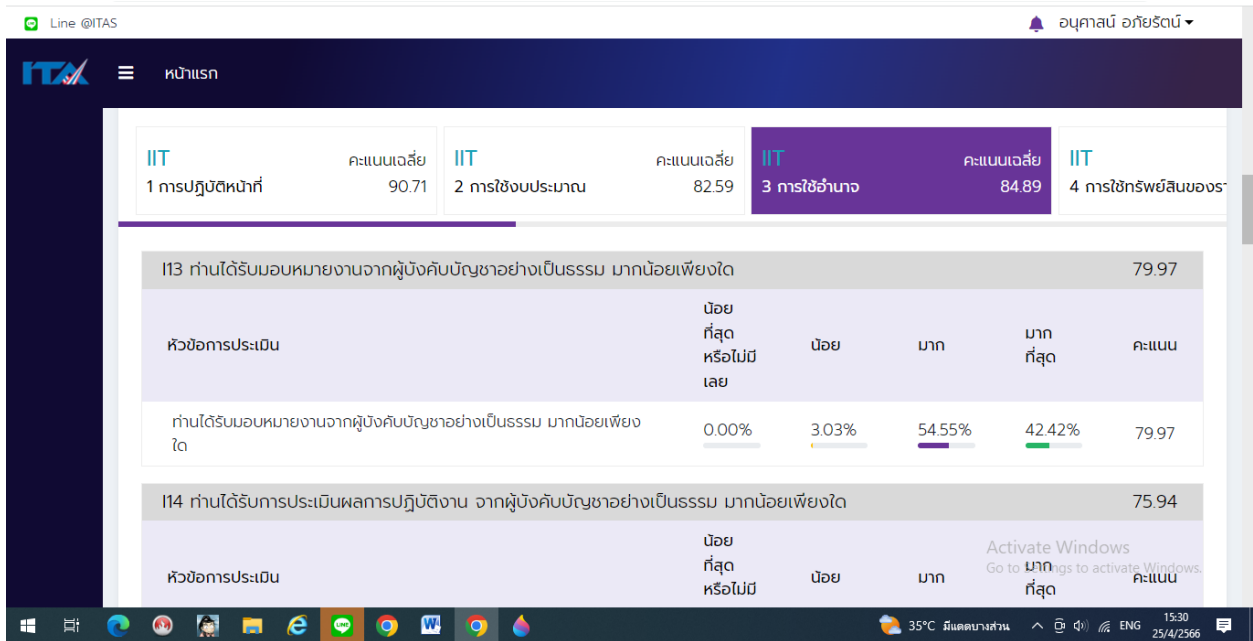 Line @ITAS
อนุศาสน์ อภัยรัตน์
ITA
หน้าแรก
IIT คะแนนเฉลี่ย
1 การปฏิบัติหน้าที่ 90.71
IIT คะแนนเฉลี่ย
2 การใช้งบประมาณ 82.59
IIT คะแนนเฉลี่ย
3 การใช้อำนาจ 84.89
IIT
4 การใช้ทรัพย์สินของรา
I13 ท่านได้รับมอบหมายงานจากผู้บังคับบัญชาอย่างเป็นธรรม มากน้อยเพียงใด 79.97
หัวข้อการประเมิน
น้อย
ที่สุด
หรือไม่มี
เลย
น้อย
มาก
มาก
ที่สุด
คะแนน
ท่านได้รับมอบหมายงานจากผู้บังคับบัญชาอย่างเป็นธรรม มากน้อยเพียง
ใด
0.00% 3.03% 54.55% 42.42% 79.97
I14 ท่านได้รับการประเมินผลการปฏิบัติงาน จากผู้บังคับบัญชาอย่างเป็นธรรม มากน้อยเพียงใด 75.94
หัวข้อการประเมิน
น้อย
ที่สุด
หรือไม่มี
น้อย
มาก
มาก
ที่สุด
คะแนน
Activate Windows
Go to Settings to activate Windows.
35°C มีแดดบางส่วน
ENG
15:30
25/4/2566